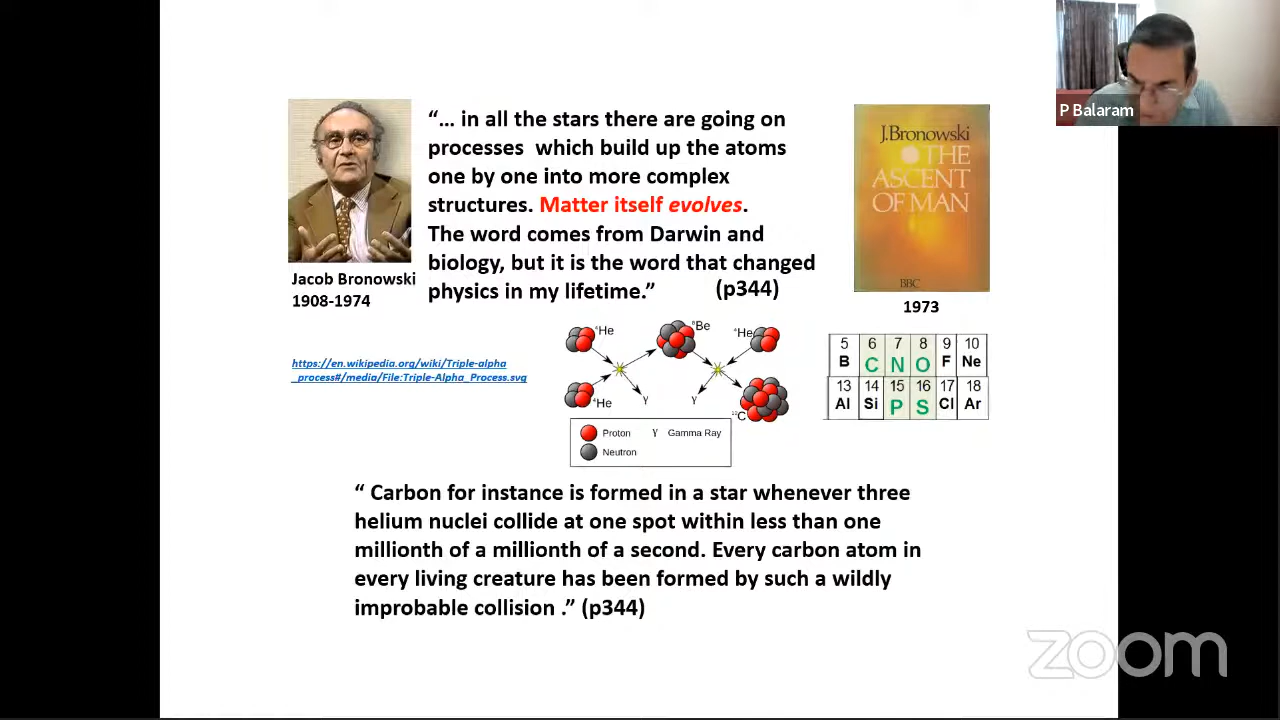 P Balaram
“… in all the stars there are going on
processes which build up the atoms
one by one into more complex
structures. Matter itself evolves.
The word comes from Darwin and
biology, but it is the word that changed
physics in my lifetime.” (p344)
Jacob Bronowski
1908-1974
J.Bronowski
THE
ASCENT
OF MAN
BBC
1973
https://en.wikipedia.org/wiki/Triple-alpha
_process#/media/File:Triple-Alpha_Process.svg
⁴He
⁸Be
⁴He
⁴He
γ
γ
¹²C
Proton γ Gamma Ray
Neutron
5 6 7 8 9 10
B C N O F Ne
13 14 15 16 17 18
Al Si P S Cl Ar
“ Carbon for instance is formed in a star whenever three
helium nuclei collide at one spot within less than one
millionth of a millionth of a second. Every carbon atom in
every living creature has been formed by such a wildly
improbable collision .” (p344)
zoom